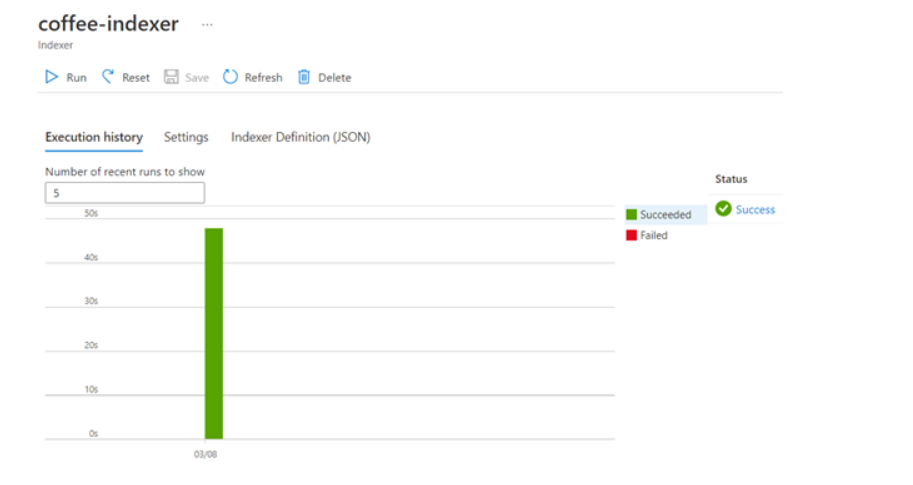 coffee-indexer ...
Indexer
Run Reset Save Refresh Delete
Execution history Settings Indexer Definition (JSON)
Number of recent runs to show
5
50s
40s
30s
20s
10s
0s
03/08
Succeeded
Failed
Status
Success